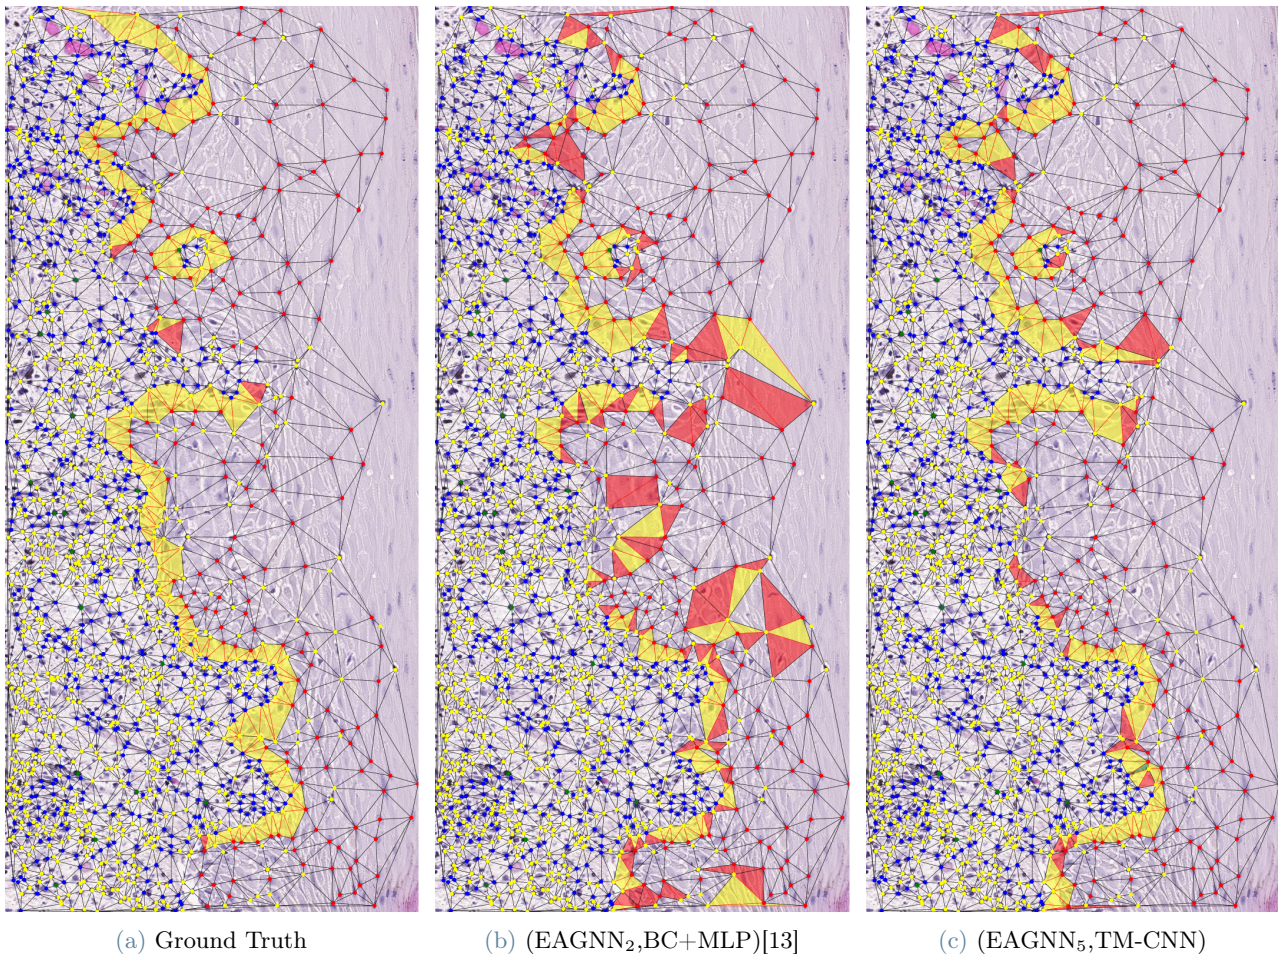 (a) Ground Truth
(b) (EAGNN₂,BC+MLP)[13]
(c) (EAGNN₅,TM-CNN)